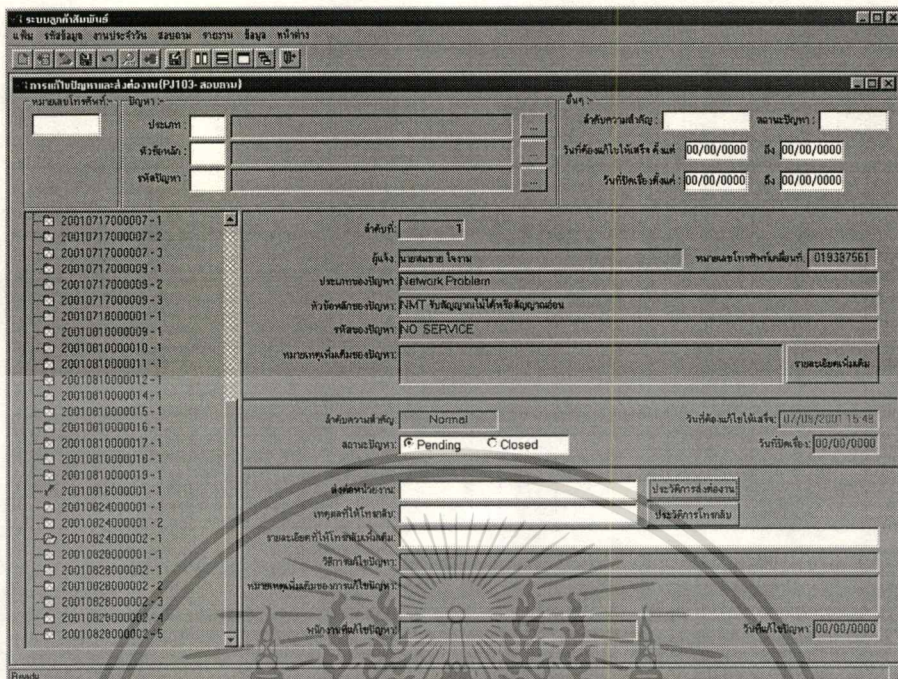 ระบบลูกค้าสัมพันธ์
แฟ้ม รหัสข้อมูล งานประจำวัน สอบถาม รายงาน ข้อมูล หน้าต่าง
การแก้ไขปัญหาและส่งต่องาน(PJ103-สอบถาม)
หมายเลขโทรศัพท์:- ปัญหา :- อื่นๆ :-
ประเภท : ... ลำดับความสำคัญ : สถานะปัญหา :
หัวข้อหลัก : ... วันที่ต้องแก้ไขให้เสร็จ ตั้งแต่ 00/00/0000 ถึง 00/00/0000
รหัสปัญหา : ... วันที่ปิดเรื่องตั้งแต่ : 00/00/0000 ถึง 00/00/0000
20010717000007-1
20010717000007-2
20010717000007-3
20010717000009-1
20010717000009-2
20010717000009-3
20010718000001-1
20010810000009-1
20010810000010-1
20010810000011-1
20010810000012-1
20010810000014-1
20010810000015-1
20010810000016-1
20010810000017-1
20010810000018-1
20010810000019-1
20010816000001-1
20010824000001-1
20010824000001-2
20010824000002-1
20010828000001-1
20010828000002-1
20010828000002-2
20010828000002-3
20010828000002-4
20010828000002-5
ลำดับที่: 1
ผู้แจ้ง: นายสมชาย ใจงาม หมายเลขโทรศัพท์เคลื่อนที่: 019387561
ประเภทของปัญหา: Network Problem
หัวข้อหลักของปัญหา: NMT รับสัญญาณไม่ได้หรือสัญญาณอ่อน
รหัสของปัญหา: NO SERVICE
หมายเหตุเพิ่มเติมของปัญหา: รายละเอียดเพิ่มเติม
ลำดับความสำคัญ: Normal วันที่ต้องแก้ไขให้เสร็จ: 07/09/2001 15:48
สถานะปัญหา: Pending Closed วันที่ปิดเรื่อง: 00/00/0000
ส่งต่อหน่วยงาน: ประวัติการส่งต่องาน
เหตุผลที่ให้โทรกลับ: ประวัติการโทรกลับ
รายละเอียดที่ให้โทรกลับเพิ่มเติม:
วิธีการแก้ไขปัญหา:
หมายเหตุเพิ่มเติมของการแก้ไขปัญหา:
พนักงานที่แก้ไขปัญหา: วันที่แก้ไขปัญหา: 00/00/0000
Ready